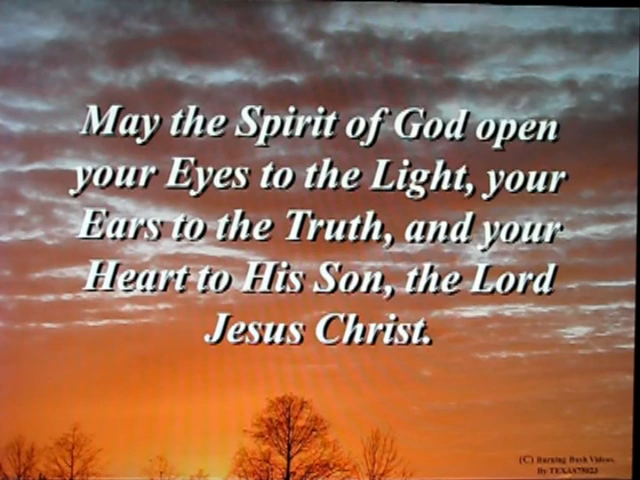 May the Spirit of God open
your Eyes to the Light, your
Ears to the Truth, and your
Heart to His Son, the Lord
Jesus Christ.
(C) Burning Bush Videos.
By